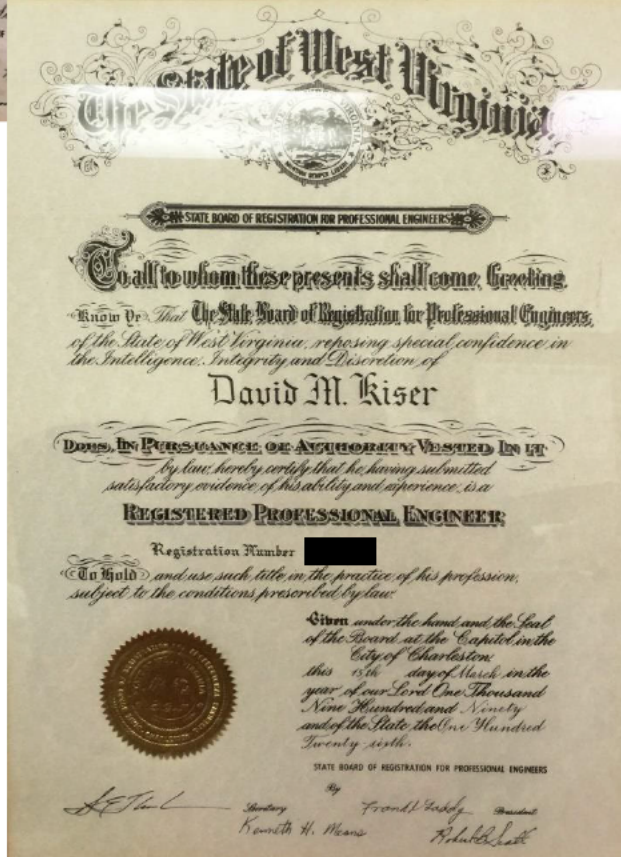 The State of West Virginia
MONTANI SEMPER LIBERI
STATE BOARD OF REGISTRATION FOR PROFESSIONAL ENGINEERS
To all to whom these presents shall come, Greeting
Know Ye That The State Board of Registration for Professional Engineers,
of the State of West Virginia, reposing special confidence in
the Intelligence, Integrity and Discretion of
David M. Kiser
DOES, IN PURSUANCE OF AUTHORITY VESTED IN IT
by law, hereby certify that he, having submitted
satisfactory evidence of his ability and experience, is a
REGISTERED PROFESSIONAL ENGINEER
Registration Number
To Hold and use such title in the practice of his profession,
subject to the conditions prescribed by law.
Given under the hand and the Seal
of the Board at the Capitol in the
City of Charleston
this 15th day of March in the
year of our Lord One Thousand
Nine Hundred and Ninety
and of the State the One Hundred
Twenty-sixth.
STATE BOARD OF REGISTRATION FOR PROFESSIONAL ENGINEERS
By
Secretary
President
Kenneth H. Means